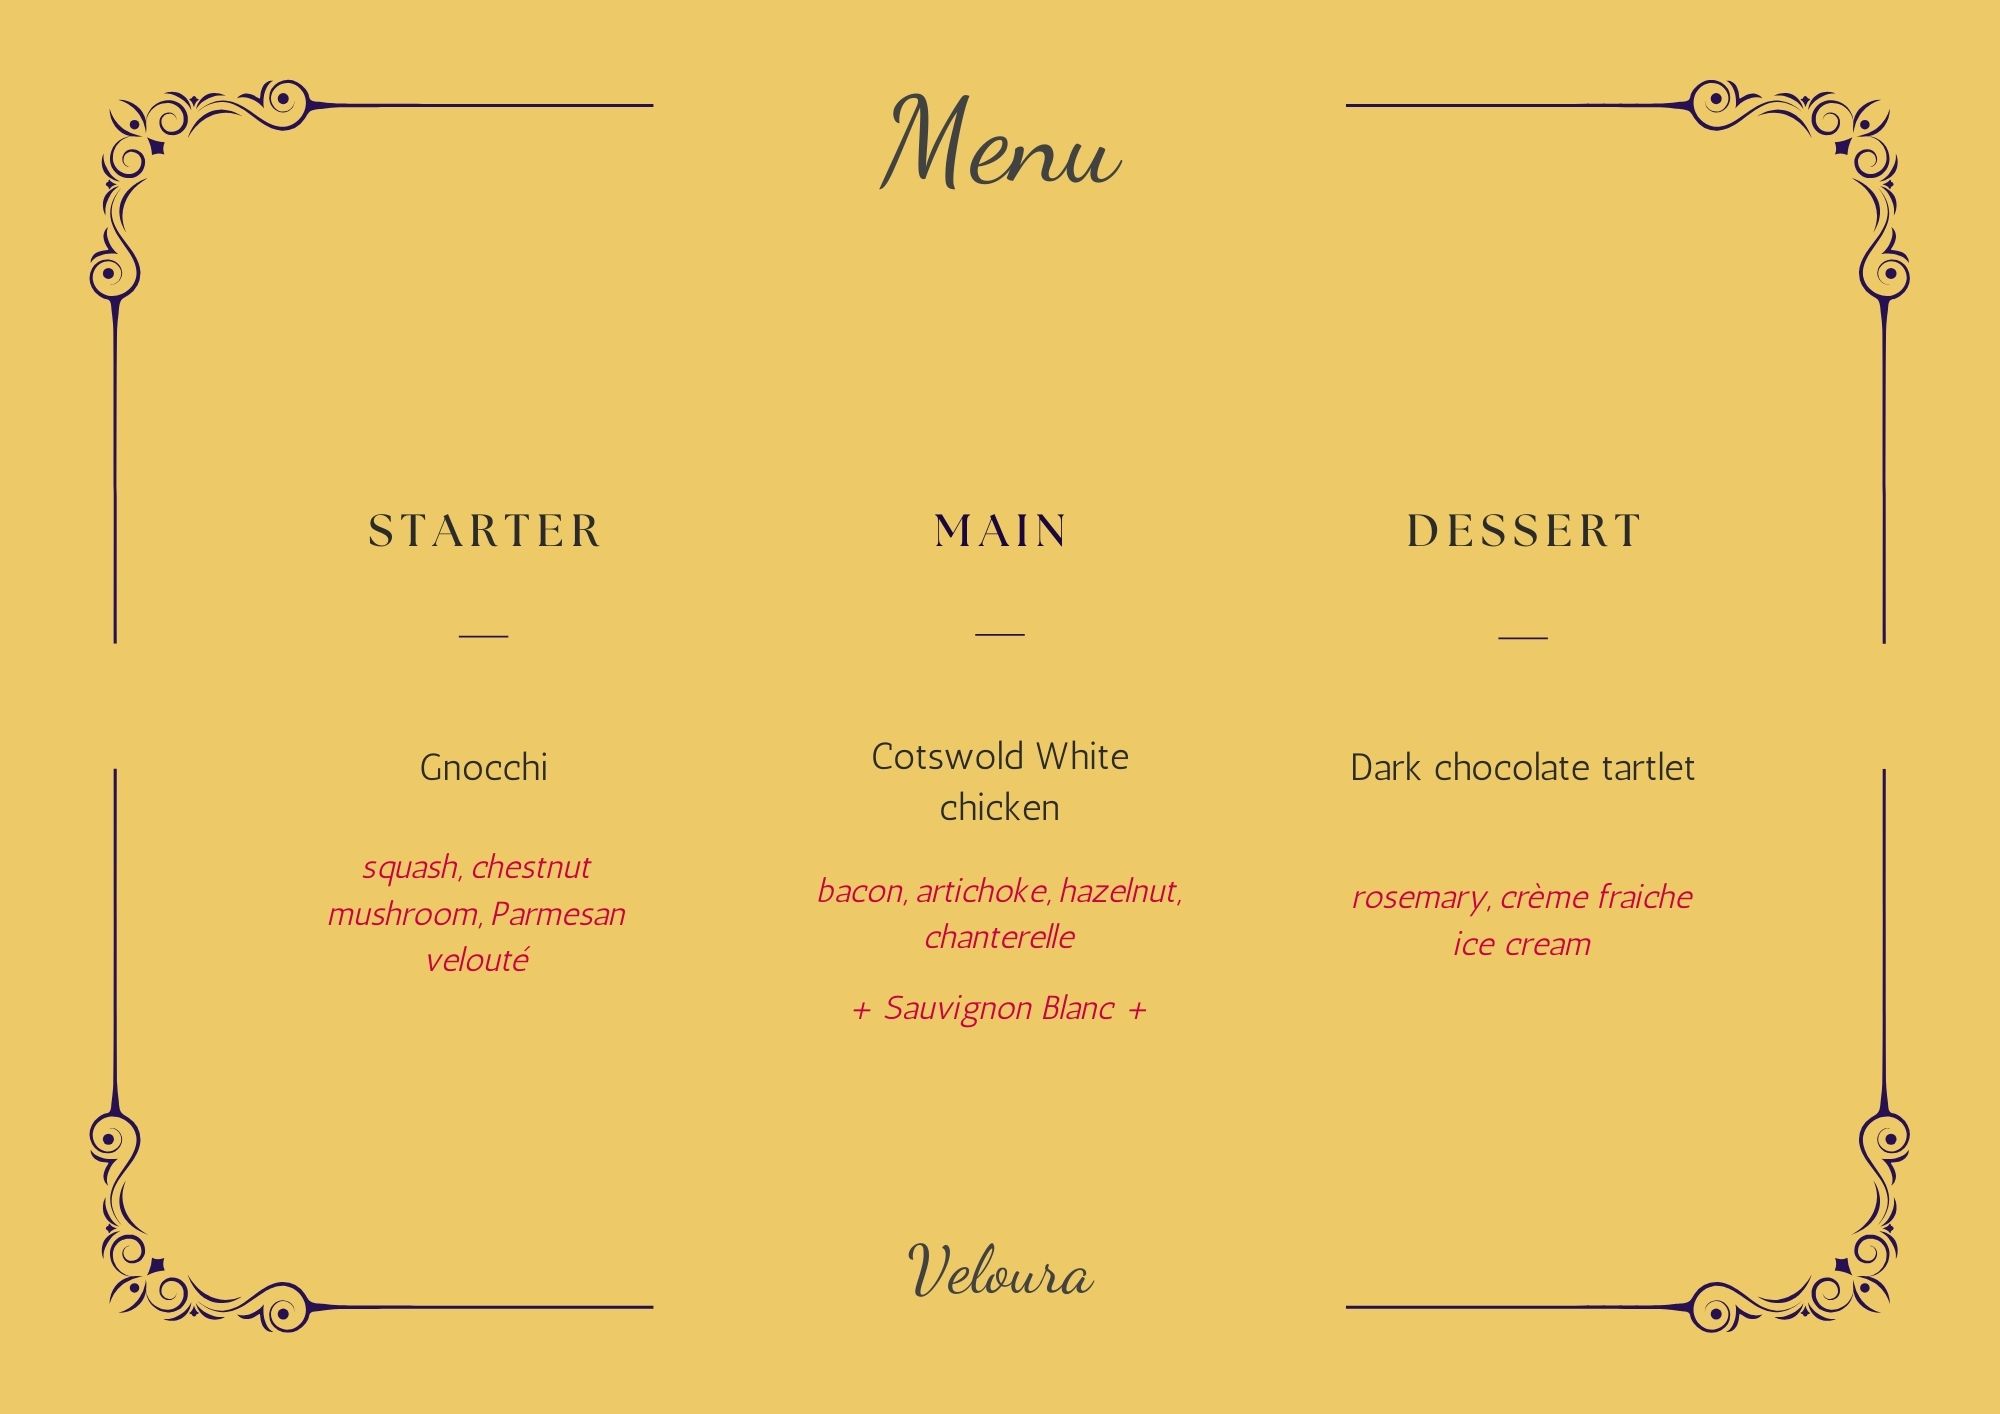 Menu
STARTER
Gnocchi
squash, chestnut
mushroom, Parmesan
velouté
MAIN
Cotswold White
chicken
bacon, artichoke, hazelnut,
chanterelle
+ Sauvignon Blanc +
DESSERT
Dark chocolate tartlet
rosemary, crème fraiche
ice cream
Veloura